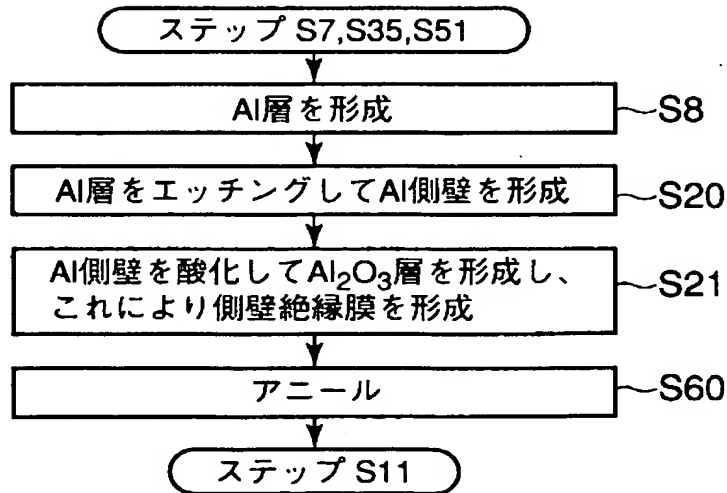 ステップ S7,S35,S51
Al層を形成
S8
Al層をエッチングしてAl側壁を形成
S20
Al側壁を酸化してAl₂O₃層を形成し、
これにより側壁絶縁膜を形成
S21
アニール
S60
ステップ S11